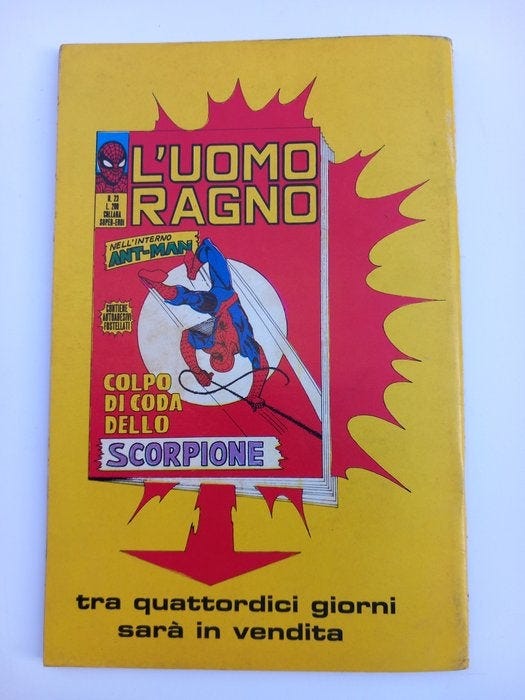 L'UOMO
RAGNO
N. 23
L. 200
COLLANA
SUPER-EROI
NELL'INTERNO
ANT-MAN
CONTIENE
AUTOADESIVI
FUSTELLATI
COLPO
DI CODA
DELLO
SCORPIONE
tra quattordici giorni
sarà in vendita